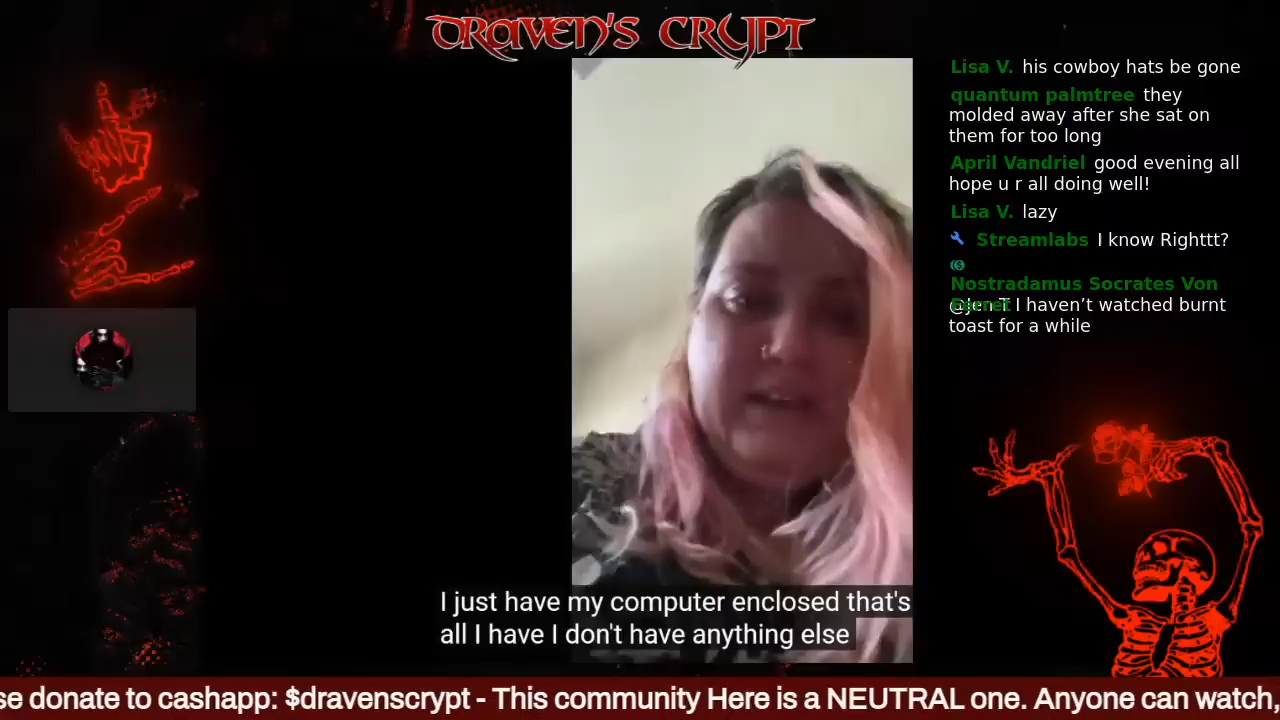 DRAVEN'S CRYPT
Lisa V. his cowboy hats be gone
quantum palmtree they
molded away after she sat on
them for too long
April Vandriel good evening all
hope u r all doing well!
Lisa V. lazy
Streamlabs I know Righttt?
Nostradamus Socrates Von
Ferret
@Jen T I haven’t watched burnt
toast for a while
I just have my computer enclosed that's
all I have I don't have anything else
se donate to cashapp: $dravenscrypt - This community Here is a NEUTRAL one. Anyone can watch,